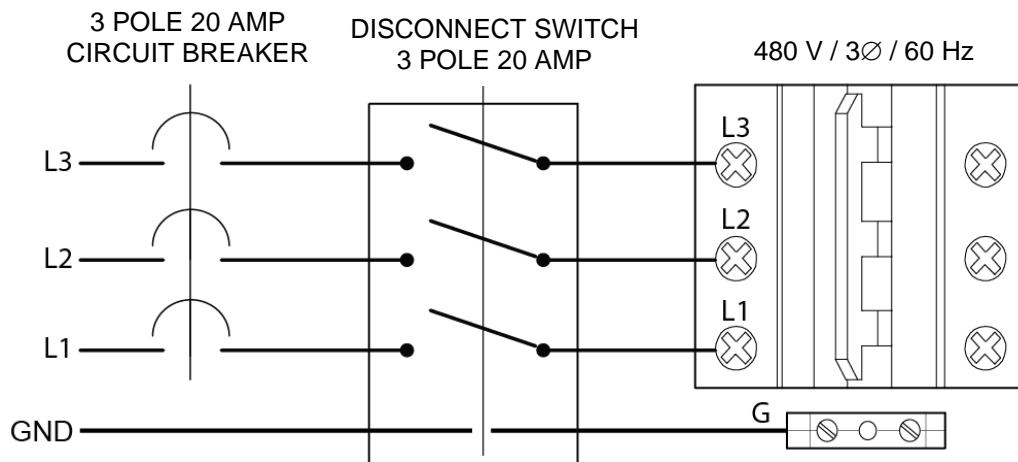 3 POLE 20 AMP
CIRCUIT BREAKER
DISCONNECT SWITCH
3 POLE 20 AMP
480 V / 3∅ / 60 Hz
L3
L3
L2
L2
L1
L1
GND
G